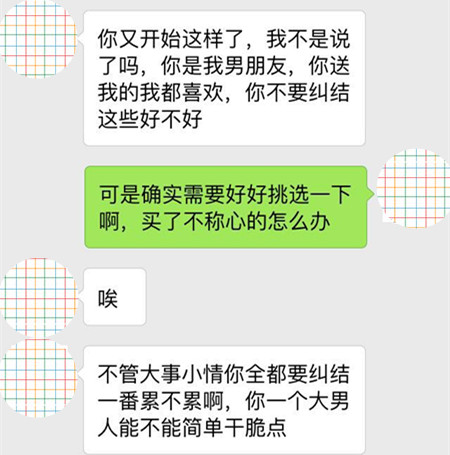 你又开始这样了，我不是说
了吗，你是我男朋友，你送
我的我都喜欢，你不要纠结
这些好不好
可是确实需要好好挑选一下
啊，买了不称心的怎么办
唉
不管大事小情你全都要纠结
一番累不累啊，你一个大男
人能不能简单干脆点